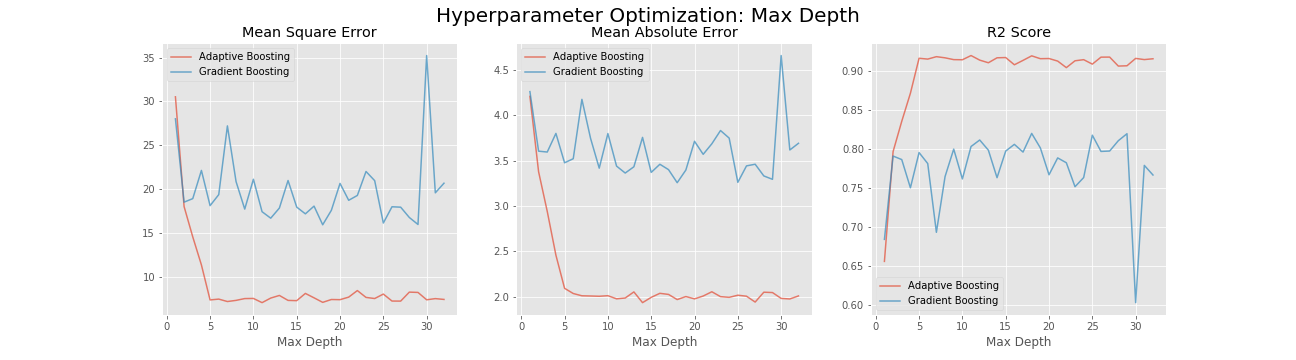 Hyperparameter Optimization: Max Depth
Mean Square Error
Adaptive Boosting
Gradient Boosting
35
30
25
20
15
10
0 5 10 15 20 25 30
Max Depth
Mean Absolute Error
Adaptive Boosting
Gradient Boosting
4.5
4.0
3.5
3.0
2.5
2.0
0 5 10 15 20 25 30
Max Depth
R2 Score
0.90
0.85
0.80
0.75
0.70
0.65
0.60
Adaptive Boosting
Gradient Boosting
0 5 10 15 20 25 30
Max Depth